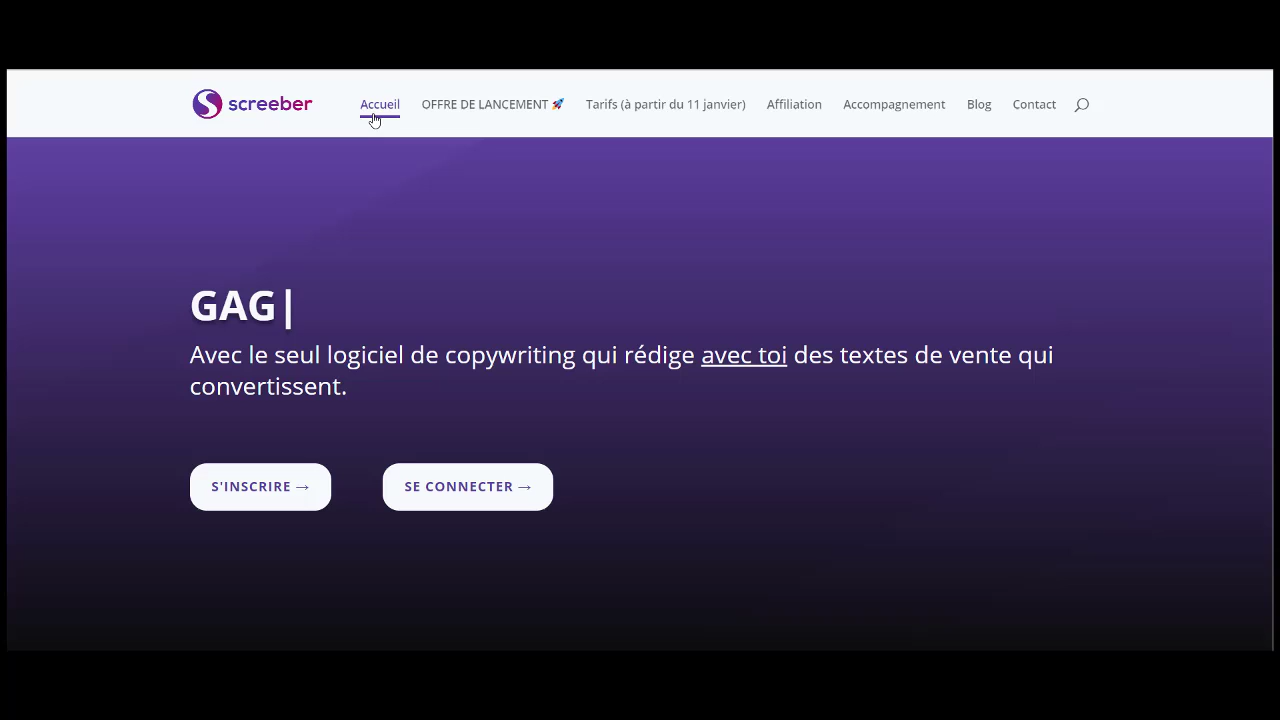 screeber
Accueil
OFFRE DE LANCEMENT 🚀
Tarifs (à partir du 11 janvier)
Affiliation
Accompagnement
Blog
Contact
GAG|
Avec le seul logiciel de copywriting qui rédige avec toi des textes de vente qui
convertissent.
S'INSCRIRE →
SE CONNECTER →